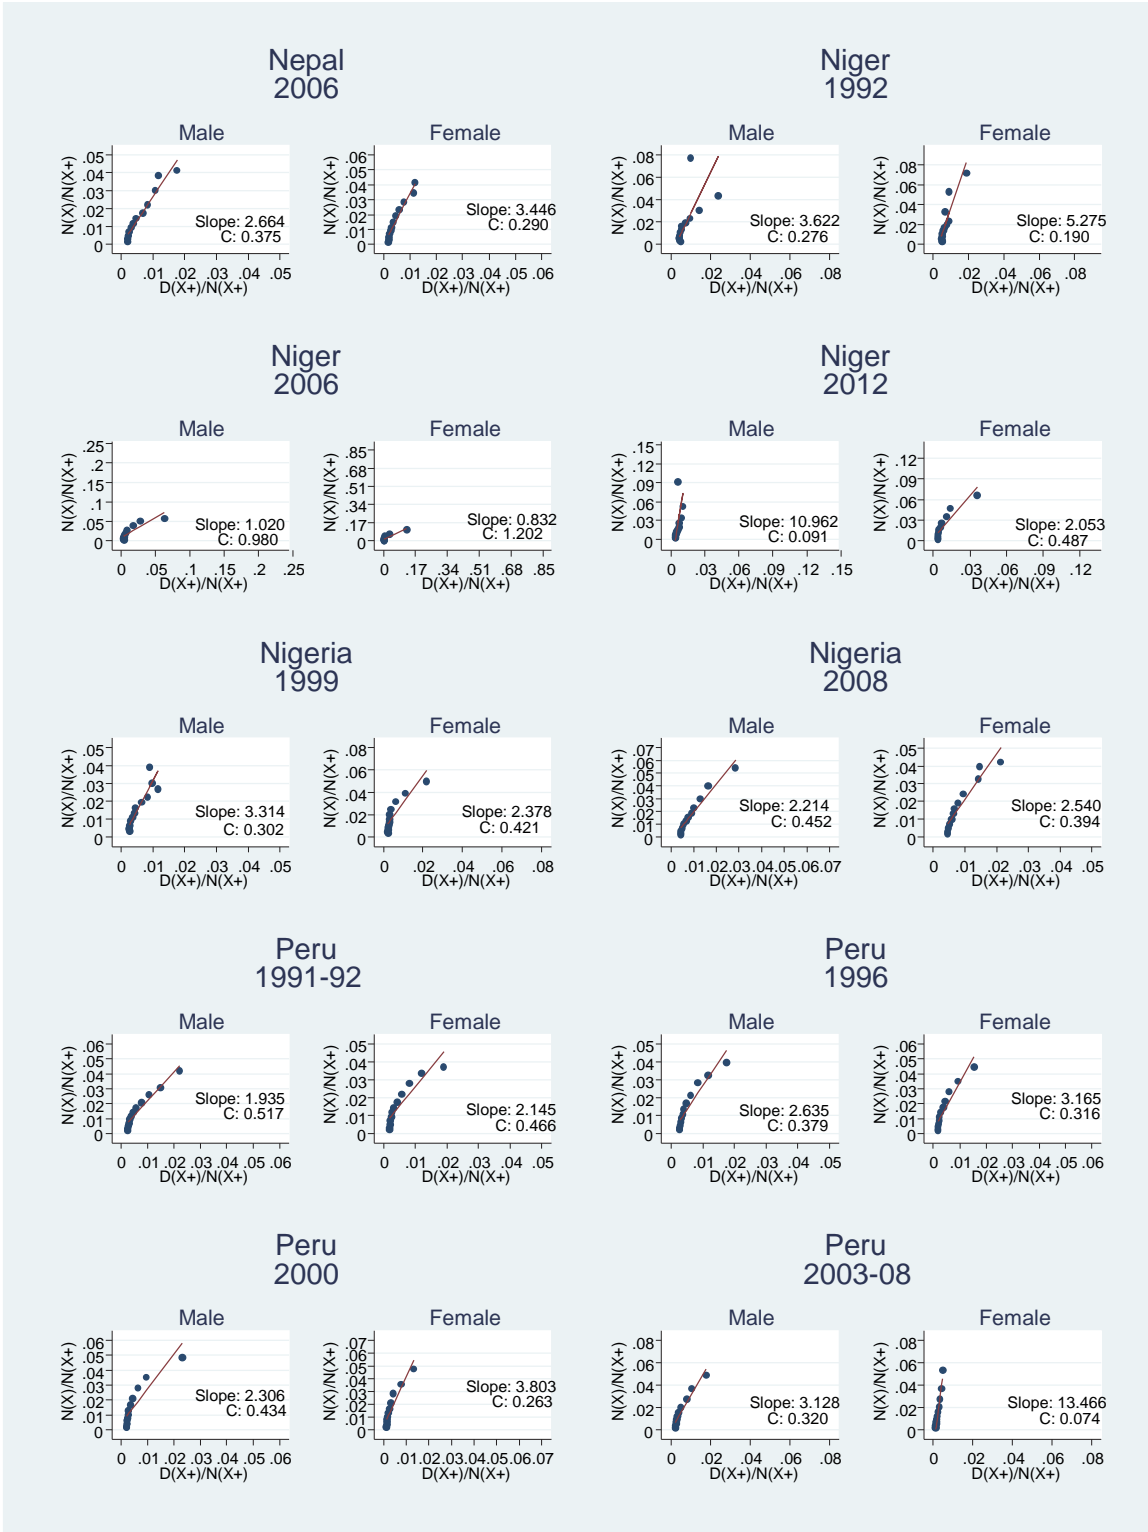 Nepal
2006
Male
N(X)/N(X+)
.05
.04
.03
.02
.01
0
Slope: 2.664
C: 0.375
0 .01 .02 .03 .04 .05
D(X+)/N(X+)
Female
N(X)/N(X+)
.06
.05
.04
.03
.02
.01
0
Slope: 3.446
C: 0.290
0 .01 .02 .03 .04 .05 .06
D(X+)/N(X+)
Niger
1992
Male
N(X)/N(X+)
.08
.06
.04
.02
0
Slope: 3.622
C: 0.276
0 .02 .04 .06 .08
D(X+)/N(X+)
Female
N(X)/N(X+)
.08
.06
.04
.02
0
Slope: 5.275
C: 0.190
0 .02 .04 .06 .08
D(X+)/N(X+)
Niger
2006
Male
N(X)/N(X+)
.25
.2
.15
.1
.05
0
Slope: 1.020
C: 0.980
0 .05 .1 .15 .2 .25
D(X+)/N(X+)
Female
N(X)/N(X+)
.85
.68
.51
.34
.17
0
Slope: 0.832
C: 1.202
0 .17 .34 .51 .68 .85
D(X+)/N(X+)
Niger
2012
Male
N(X)/N(X+)
.15
.12
.09
.06
.03
0
Slope: 10.962
C: 0.091
0 .03 .06 .09 .12 .15
D(X+)/N(X+)
Female
N(X)/N(X+)
.12
.09
.06
.03
0
Slope: 2.053
C: 0.487
0 .03 .06 .09 .12
D(X+)/N(X+)
Nigeria
1999
Male
N(X)/N(X+)
.05
.04
.03
.02
.01
0
Slope: 3.314
C: 0.302
0 .01 .02 .03 .04 .05
D(X+)/N(X+)
Female
N(X)/N(X+)
.08
.06
.04
.02
0
Slope: 2.378
C: 0.421
0 .02 .04 .06 .08
D(X+)/N(X+)
Nigeria
2008
Male
N(X)/N(X+)
.07
.06
.05
.04
.03
.02
.01
0
Slope: 2.214
C: 0.452
0 .01 .02 .03 .04 .05 .06 .07
D(X+)/N(X+)
Female
N(X)/N(X+)
.05
.04
.03
.02
.01
0
Slope: 2.540
C: 0.394
0 .01 .02 .03 .04 .05
D(X+)/N(X+)
Peru
1991-92
Male
N(X)/N(X+)
.06
.05
.04
.03
.02
.01
0
Slope: 1.935
C: 0.517
0 .01 .02 .03 .04 .05 .06
D(X+)/N(X+)
Female
N(X)/N(X+)
.05
.04
.03
.02
.01
0
Slope: 2.145
C: 0.466
0 .01 .02 .03 .04 .05
D(X+)/N(X+)
Peru
1996
Male
N(X)/N(X+)
.05
.04
.03
.02
.01
0
Slope: 2.635
C: 0.379
0 .01 .02 .03 .04 .05
D(X+)/N(X+)
Female
N(X)/N(X+)
.06
.05
.04
.03
.02
.01
0
Slope: 3.165
C: 0.316
0 .01 .02 .03 .04 .05 .06
D(X+)/N(X+)
Peru
2000
Male
N(X)/N(X+)
.06
.05
.04
.03
.02
.01
0
Slope: 2.306
C: 0.434
0 .01 .02 .03 .04 .05 .06
D(X+)/N(X+)
Female
N(X)/N(X+)
.07
.06
.05
.04
.03
.02
.01
0
Slope: 3.803
C: 0.263
0 .01 .02 .03 .04 .05 .06 .07
D(X+)/N(X+)
Peru
2003-08
Male
N(X)/N(X+)
.08
.06
.04
.02
0
Slope: 3.128
C: 0.320
0 .02 .04 .06 .08
D(X+)/N(X+)
Female
N(X)/N(X+)
.08
.06
.04
.02
0
Slope: 13.466
C: 0.074
0 .02 .04 .06 .08
D(X+)/N(X+)